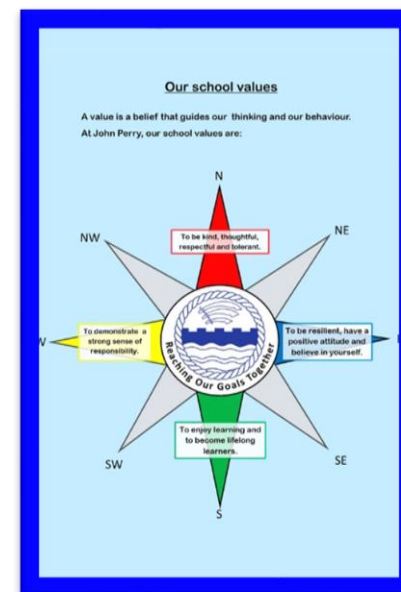 Our school values
A value is a belief that guides our thinking and our behaviour.
At John Perry, our school values are:
N
NW
NE
To be kind, thoughtful,
respectful and tolerant.
W
To demonstrate a
strong sense of
responsibility.
To be resilient, have a
positive attitude and
believe in yourself.
Reaching Our Goals Together
To enjoy learning and
to become lifelong
learners.
SW
SE
S